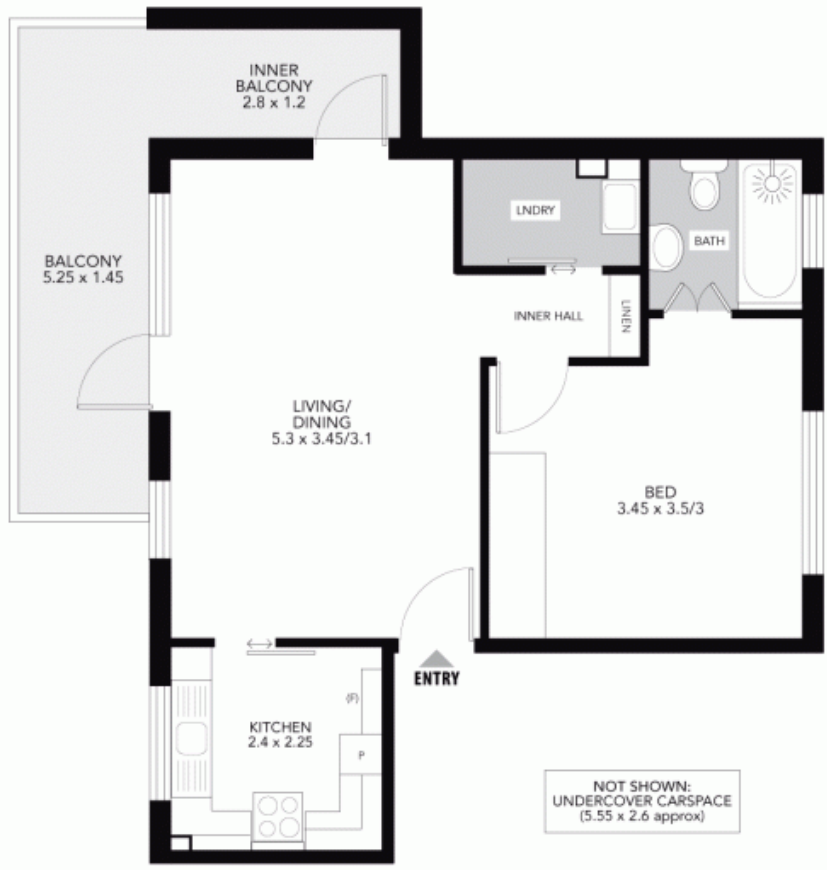 INNER
BALCONY
2.8 x 1.2
LNDRY
BATH
BALCONY
5.25 x 1.45
INNER HALL
LINEN
LIVING/
DINING
5.3 x 3.45/3.1
BED
3.45 x 3.5/3
ENTRY
(F)
KITCHEN
2.4 x 2.25
P
NOT SHOWN:
UNDERCOVER CARSPACE
(5.55 x 2.6 approx)